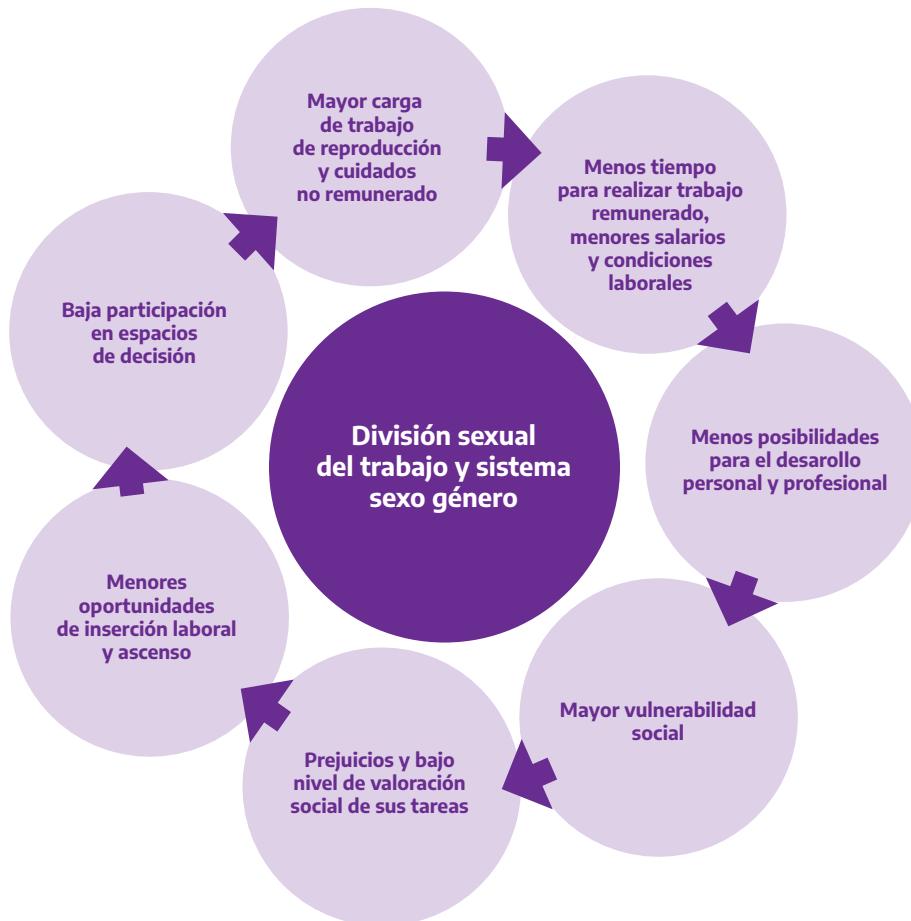 Mayor carga
de trabajo
de reproducción
y cuidados
no remunerado
Menos tiempo
para realizar trabajo
remunerado,
menores salarios
y condiciones
laborales
Menos posibilidades
para el desarollo
personal y profesional
Mayor vulnerabilidad
social
Prejuicios y bajo
nivel de valoración
social de sus tareas
Menores
oportunidades
de inserción laboral
y ascenso
Baja participación
en espacios
de decisión
División sexual
del trabajo y sistema
sexo género